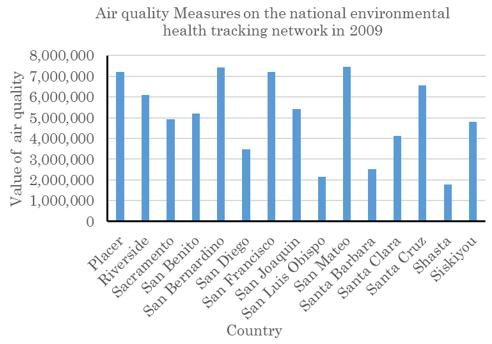 Air quality Measures on the national environmental
health tracking network in 2009
Value of air quality
8,000,000
7,000,000
6,000,000
5,000,000
4,000,000
3,000,000
2,000,000
1,000,000
0
Placer
Riverside
Sacramento
San Benito
San Bernardino
San Diego
San Francisco
San Joaquin
San Luis Obispo
San Mateo
Santa Barbara
Santa Clara
Santa Cruz
Shasta
Siskiyou
Country